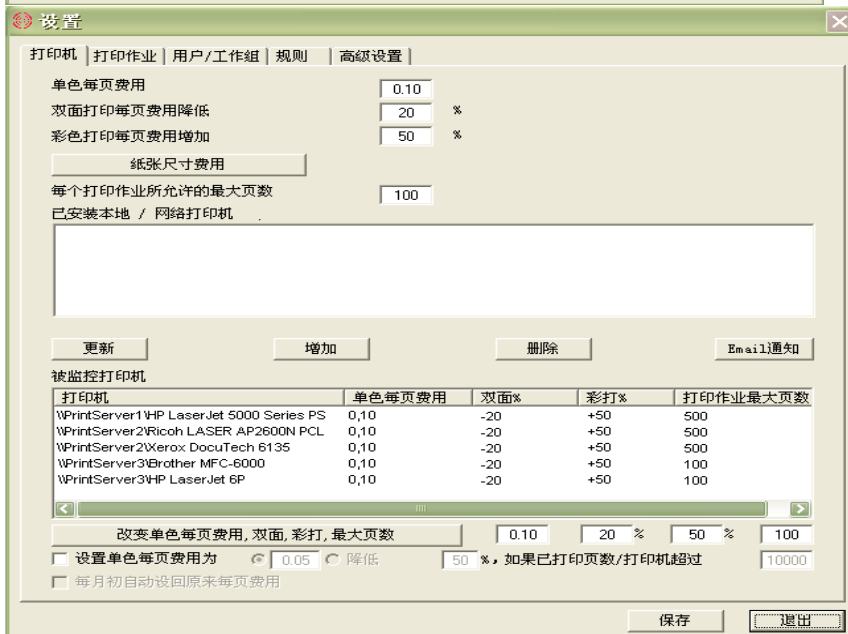 设置
打印机 打印作业 用户/工作组 规则 高级设置
单色每页费用 0.10
双面打印每页费用降低 20 %
彩色打印每页费用增加 50 %
纸张尺寸费用
每个打印作业所允许的最大页数 100
已安装本地 / 网络打印机
更新 增加 删除 Email通知
被监控打印机
打印机 单色每页费用 双面% 彩打% 打印作业最大页数
\\PrintServer1\HP LaserJet 5000 Series PS 0,10 -20 +50 500
\\PrintServer2\Ricoh LASER AP2600N PCL 0,10 -20 +50 500
\\PrintServer2\Xerox DocuTech 6135 0,10 -20 +50 500
\\PrintServer3\Brother MFC-6000 0,10 -20 +50 100
\\PrintServer3\HP LaserJet 6P 0,10 -20 +50 100
改变单色每页费用,双面,彩打,最大页数 0.10 20 % 50 % 100
设置单色每页费用为 0.05 降低 50 %,如果已打印页数/打印机超过 10000
每月初自动设回原来每页费用
保存 退出